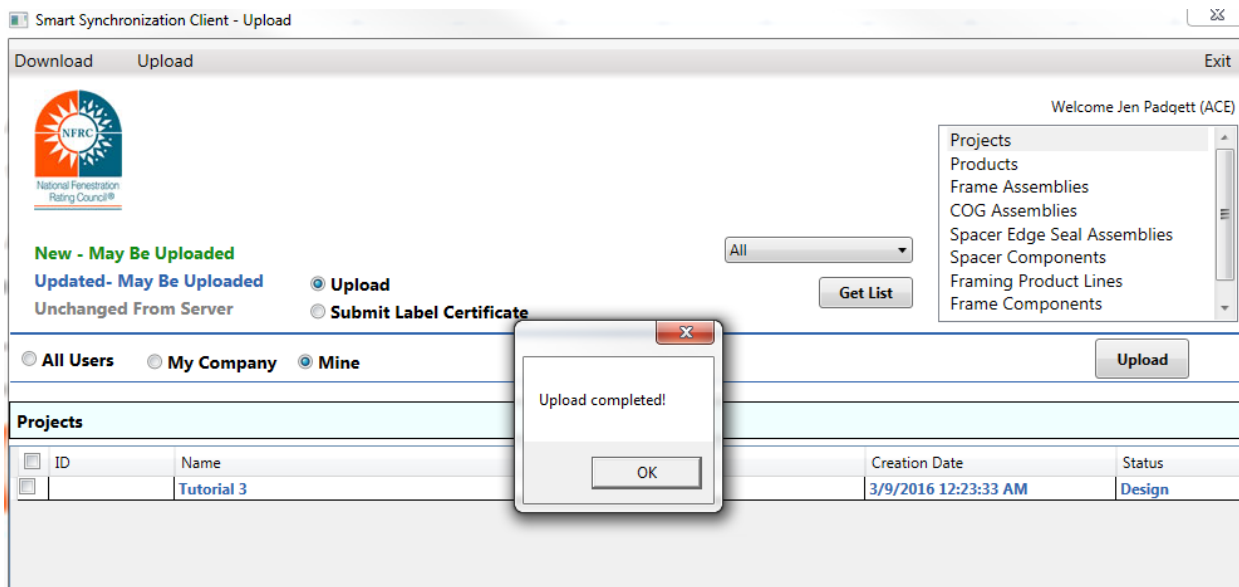 Smart Synchronization Client - Upload
Download Upload Exit
Welcome Jen Padgett (ACE)
NFRC
National Fenestration
Rating Council®
Projects
Products
Frame Assemblies
COG Assemblies
Spacer Edge Seal Assemblies
Spacer Components
Framing Product Lines
Frame Components
New - May Be Uploaded
Updated- May Be Uploaded
Unchanged From Server
Upload
Submit Label Certificate
All
Get List
All Users My Company Mine
Upload
Upload completed!
OK
Projects
ID Name Creation Date Status
Tutorial 3 3/9/2016 12:23:33 AM Design